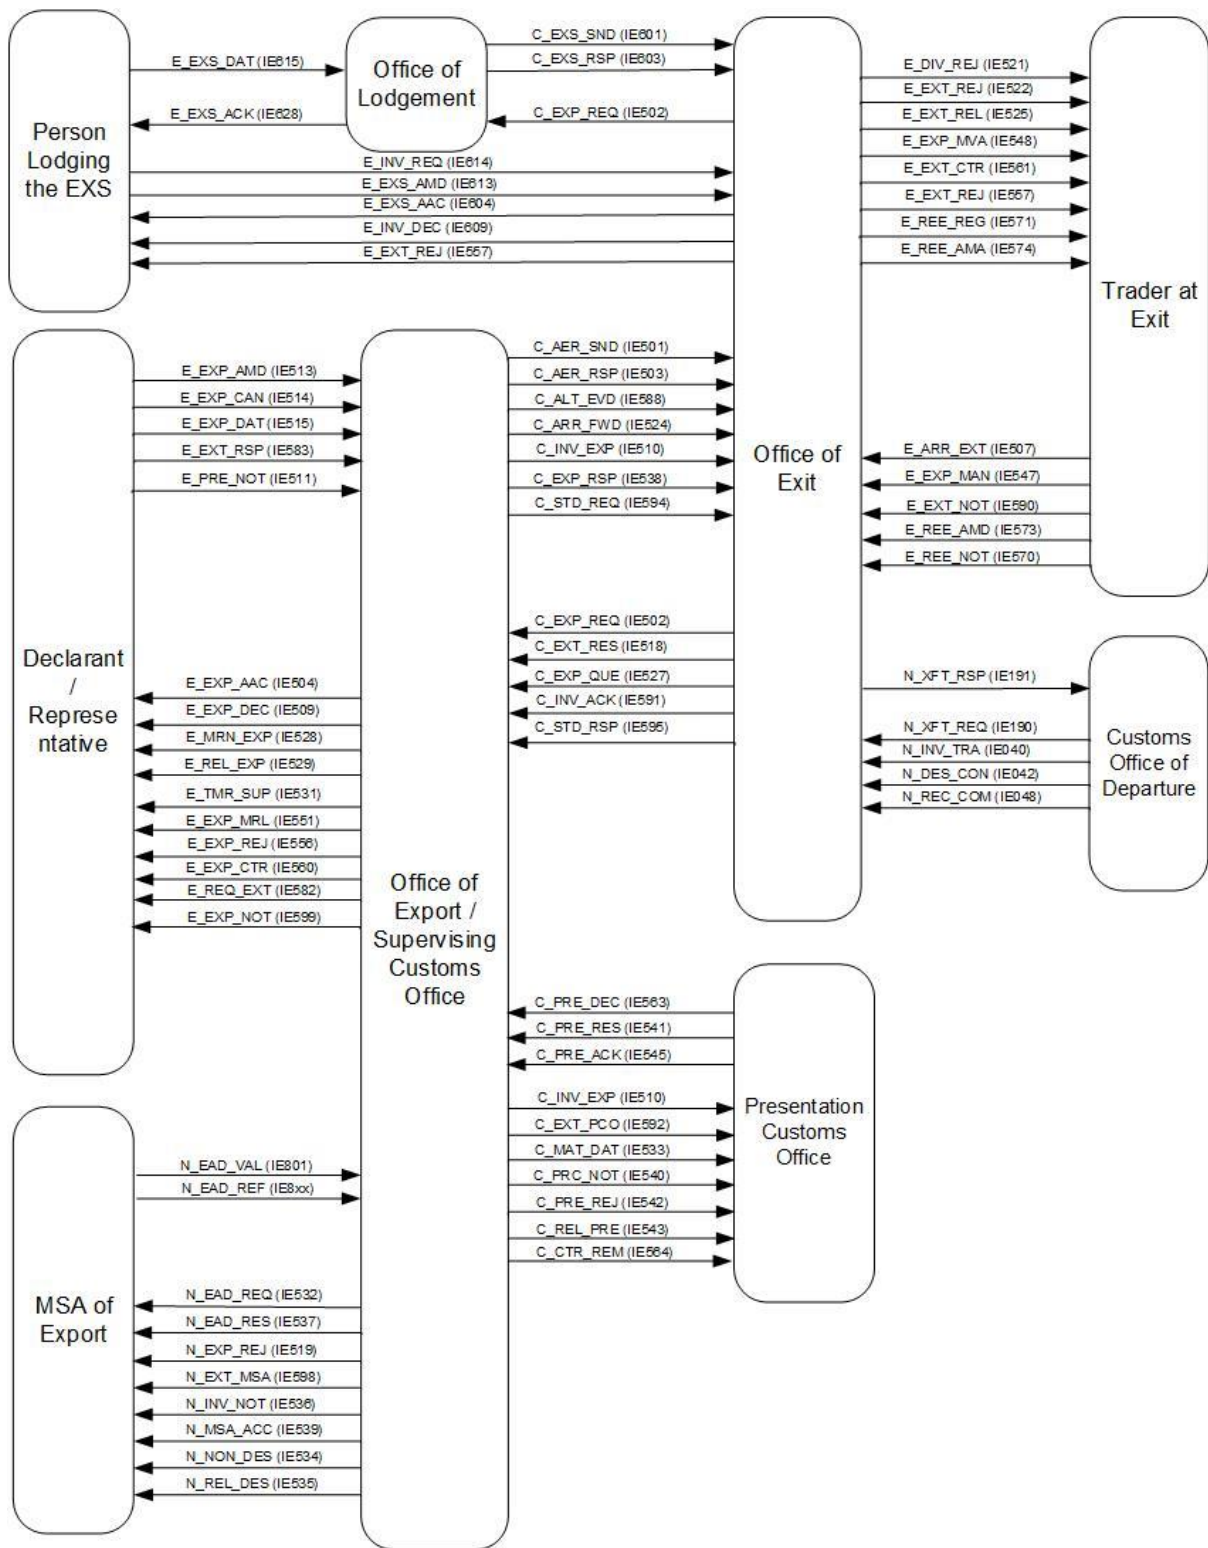 Person
Lodging
the EXS
E_EXS_DAT (IE615)
E_EXS_ACK (IE628)
Office of
Lodgement
C_EXS_SND (IE601)
C_EXS_RSP (IE603)
C_EXP_REQ (IE502)
E_INV_REQ (IE614)
E_EXS_AMD (IE613)
E_EXS_AAC (IE604)
E_INV_DEC (IE609)
E_EXT_REJ (IE557)
E_DIV_REJ (IE521)
E_EXT_REJ (IE522)
E_EXT_REL (IE525)
E_EXP_MVA (IE548)
E_EXT_CTR (IE561)
E_EXT_REJ (IE557)
E_REE_REG (IE571)
E_REE_AMA (IE574)
Trader at
Exit
E_EXP_AMD (IE513)
E_EXP_CAN (IE514)
E_EXP_DAT (IE515)
E_EXT_RSP (IE583)
E_PRE_NOT (IE511)
C_AER_SND (IE501)
C_AER_RSP (IE503)
C_ALT_EVD (IE588)
C_ARR_FWD (IE524)
C_INV_EXP (IE510)
C_EXP_RSP (IE538)
C_STD_REQ (IE594)
Office of
Exit
E_ARR_EXT (IE507)
E_EXP_MAN (IE547)
E_EXT_NOT (IE590)
E_REE_AMD (IE573)
E_REE_NOT (IE570)
C_EXP_REQ (IE502)
C_EXT_RES (IE518)
C_EXP_QUE (IE527)
C_INV_ACK (IE591)
C_STD_RSP (IE595)
Declarant
/
Represe
ntative
E_EXP_AAC (IE504)
E_EXP_DEC (IE509)
E_MRN_EXP (IE528)
E_REL_EXP (IE529)
E_TMR_SUP (IE531)
E_EXP_MRL (IE551)
E_EXP_REJ (IE556)
E_EXP_CTR (IE560)
E_REQ_EXT (IE582)
E_EXP_NOT (IE599)
N_XFT_RSP (IE191)
N_XFT_REQ (IE190)
N_INV_TRA (IE040)
N_DES_CON (IE042)
N_REC_COM (IE048)
Customs
Office of
Departure
Office of
Export /
Supervising
Customs
Office
C_PRE_DEC (IE563)
C_PRE_RES (IE541)
C_PRE_ACK (IE545)
C_INV_EXP (IE510)
C_EXT_PCO (IE592)
C_MAT_DAT (IE533)
C_PRC_NOT (IE540)
C_PRE_REJ (IE542)
C_REL_PRE (IE543)
C_CTR_REM (IE564)
Presentation
Customs
Office
N_EAD_VAL (IE801)
N_EAD_REF (IE8xx)
MSA of
Export
N_EAD_REQ (IE532)
N_EAD_RES (IE537)
N_EXP_REJ (IE519)
N_EXT_MSA (IE598)
N_INV_NOT (IE536)
N_MSA_ACC (IE539)
N_NON_DES (IE534)
N_REL_DES (IE535)